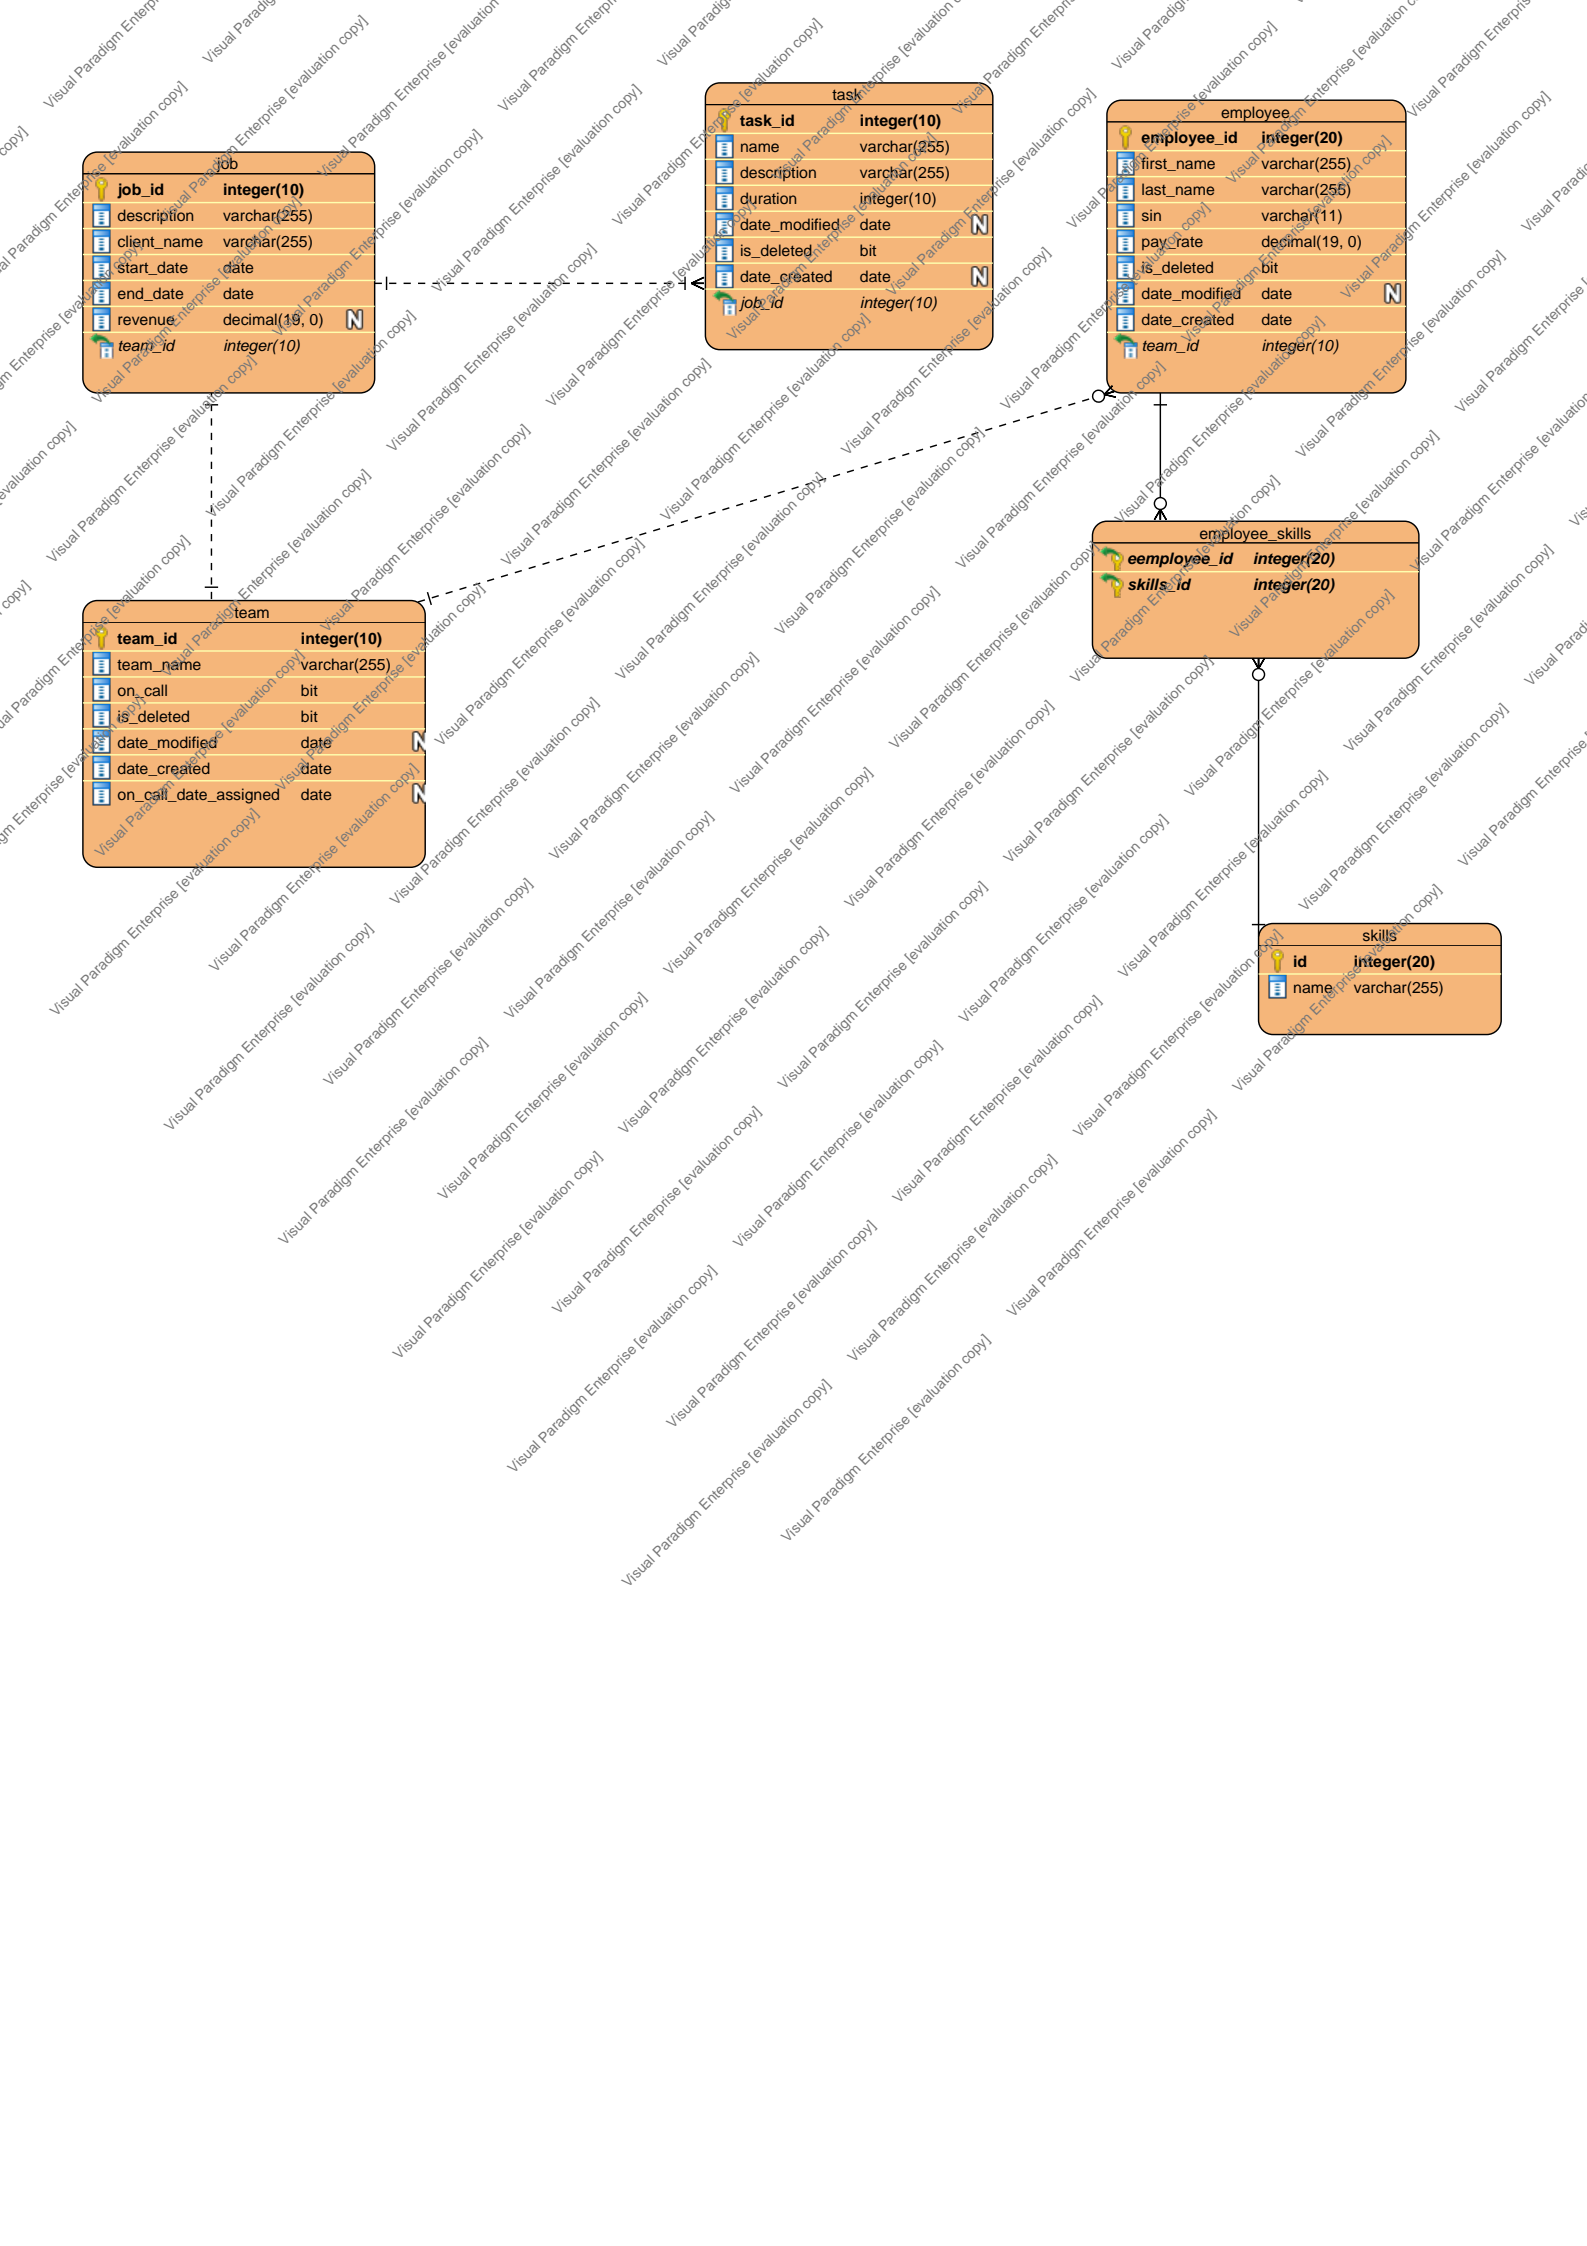 job
job_id integer(10)
description varchar(255)
client_name varchar(255)
start_date date
end_date date
revenue decimal(19, 0) N
team_id integer(10)
task
task_id integer(10)
name varchar(255)
description varchar(255)
duration integer(10)
date_modified date N
is_deleted bit
date_created date N
job_id integer(10)
employee
employee_id integer(20)
first_name varchar(255)
last_name varchar(255)
sin varchar(11)
pay_rate decimal(19, 0)
is_deleted bit
date_modified date N
date_created date
team_id integer(10)
team
team_id integer(10)
team_name varchar(255)
on_call bit
is_deleted bit
date_modified date N
date_created date
on_call_date_assigned date N
employee_skills
eemployee_id integer(20)
skills_id integer(20)
skills
id integer(20)
name varchar(255)
Visual Paradigm Enterprise [evaluation copy]